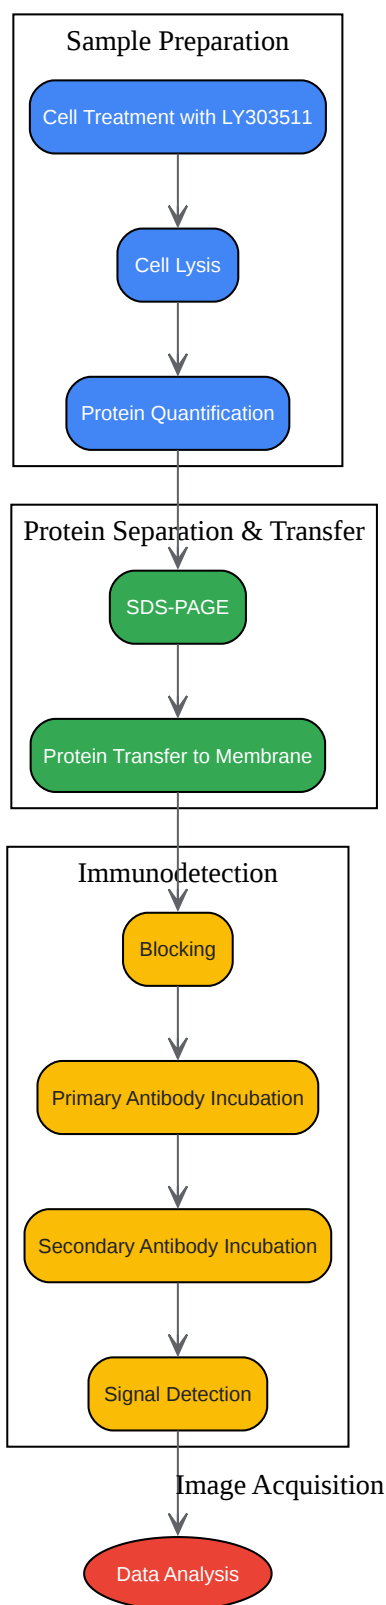 Sample Preparation
Cell Treatment with LY303511
Cell Lysis
Protein Quantification
Protein Separation & Transfer
SDS-PAGE
Protein Transfer to Membrane
Immunodetection
Blocking
Primary Antibody Incubation
Secondary Antibody Incubation
Signal Detection
Image Acquisition
Data Analysis